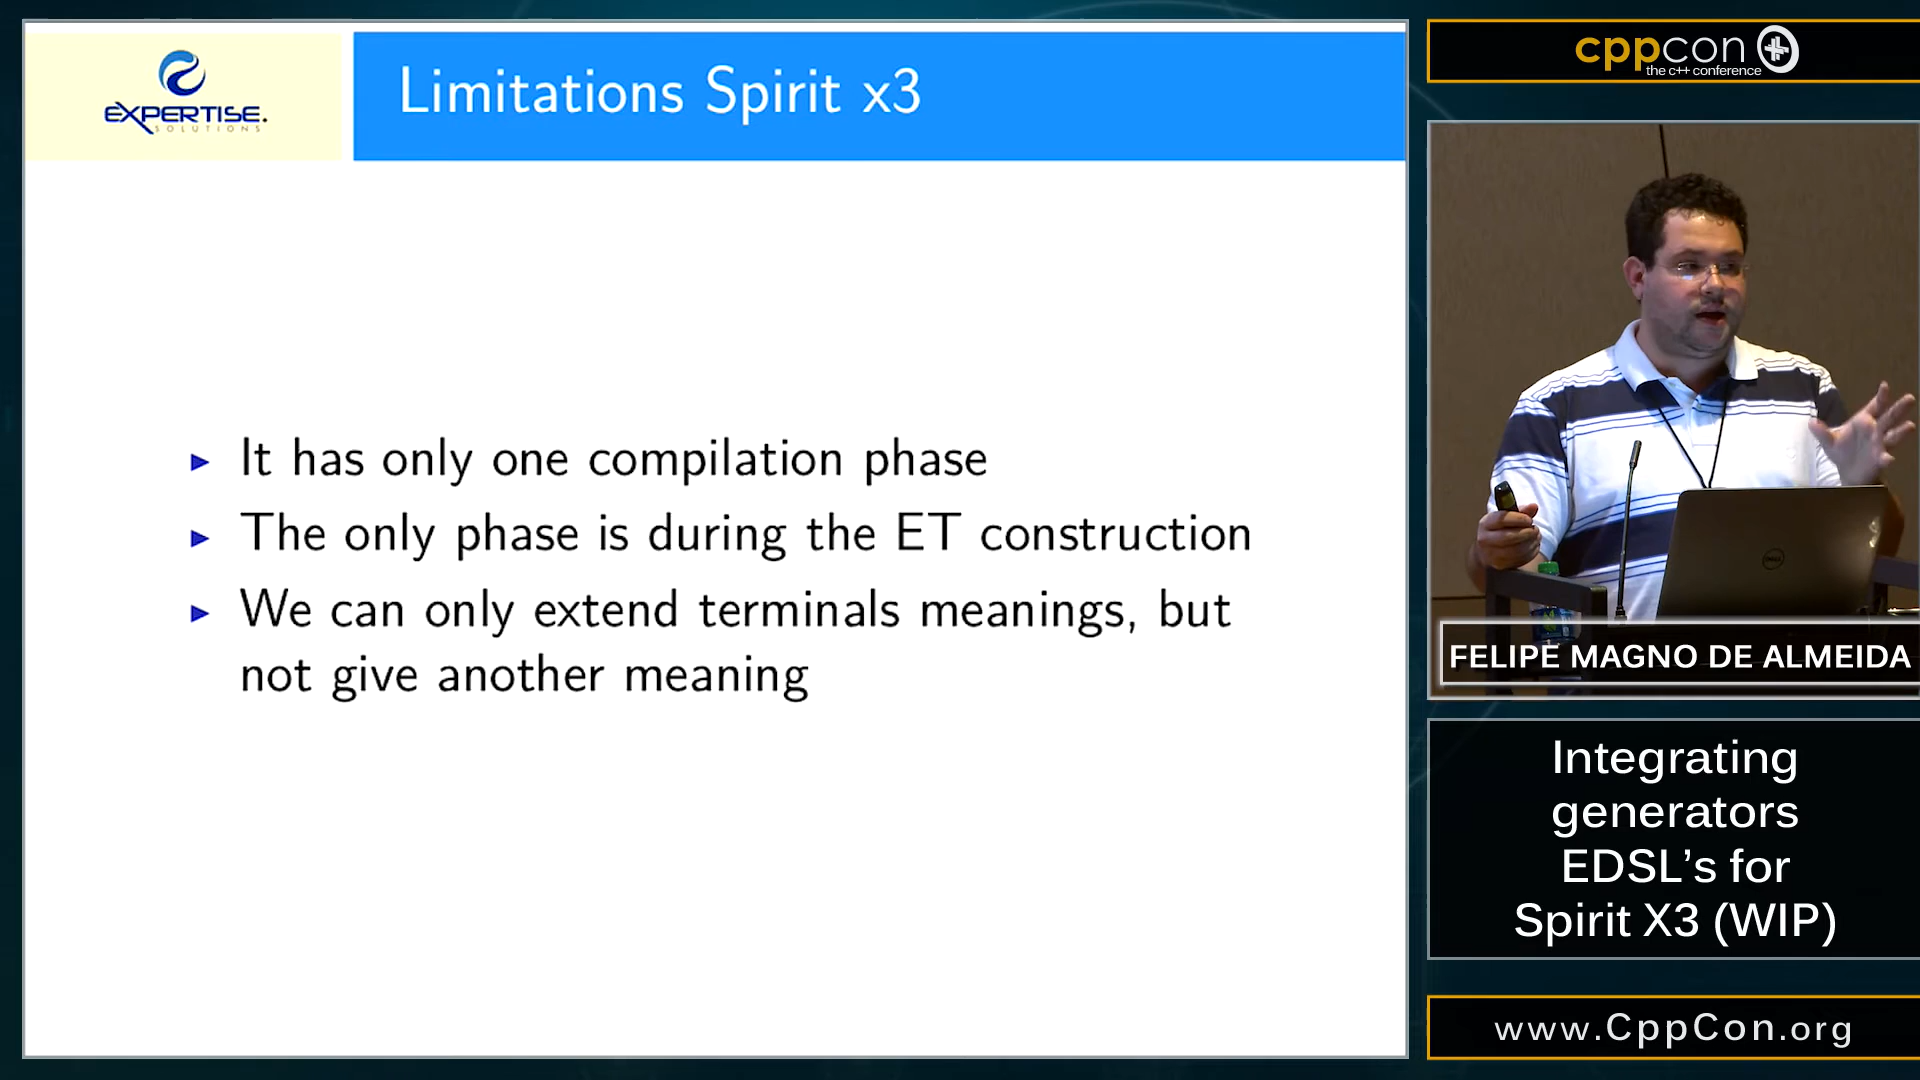 EXPERTISE.
SOLUTIONS
Limitations Spirit x3
It has only one compilation phase
The only phase is during the ET construction
We can only extend terminals meanings, but
not give another meaning
cppcon
the c++ conference
DELL
FELIPE MAGNO DE ALMEIDA
Integrating
generators
EDSL’s for
Spirit X3 (WIP)
www.CppCon.org